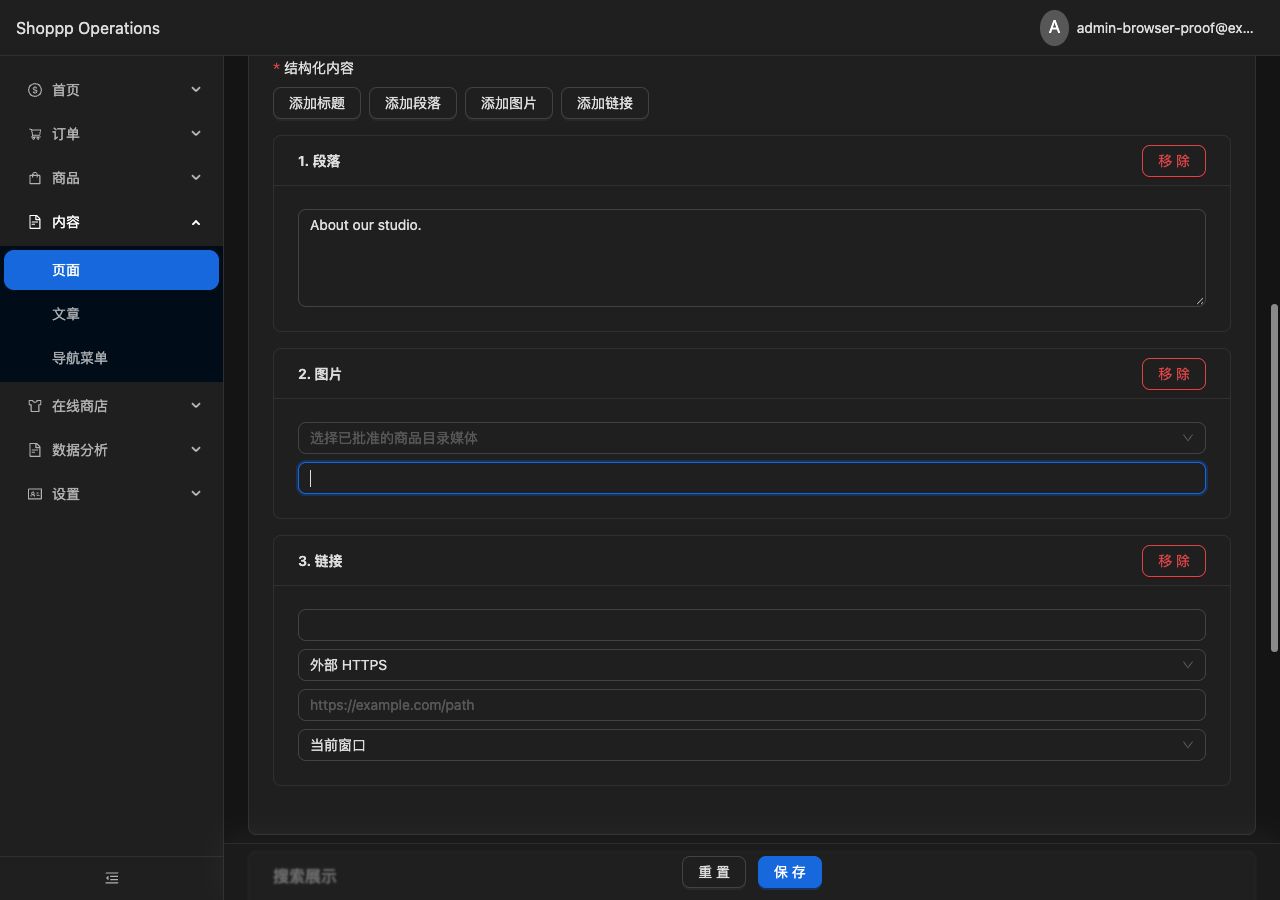 Shoppp Operations
A
admin-browser-proof@ex...
首页
订单
商品
内容
页面
文章
导航菜单
在线商店
数据分析
设置
* 结构化内容
添加标题
添加段落
添加图片
添加链接
1. 段落
移 除
About our studio.
2. 图片
移 除
选择已批准的商品目录媒体
3. 链接
移 除
外部 HTTPS
https://example.com/path
当前窗口
搜索展示
重 置
保 存